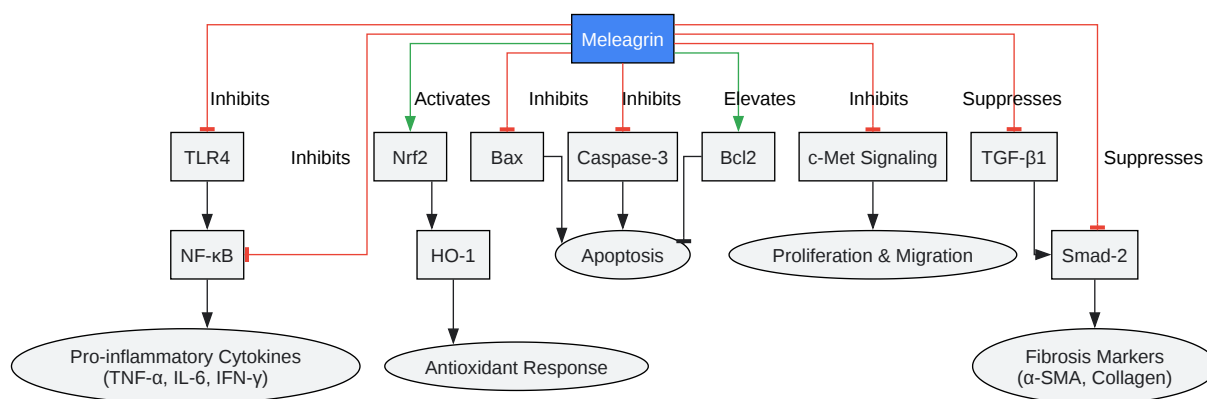 Meleagrin
Inhibits
Activates
Inhibits
Inhibits
Elevates
Inhibits
Suppresses
TLR4
Inhibits
Nrf2
Bax
Caspase-3
Bcl2
c-Met Signaling
TGF-β1
Suppresses
NF-κB
HO-1
Apoptosis
Proliferation & Migration
Smad-2
Pro-inflammatory Cytokines
(TNF-α, IL-6, IFN-γ)
Antioxidant Response
Fibrosis Markers
(α-SMA, Collagen)